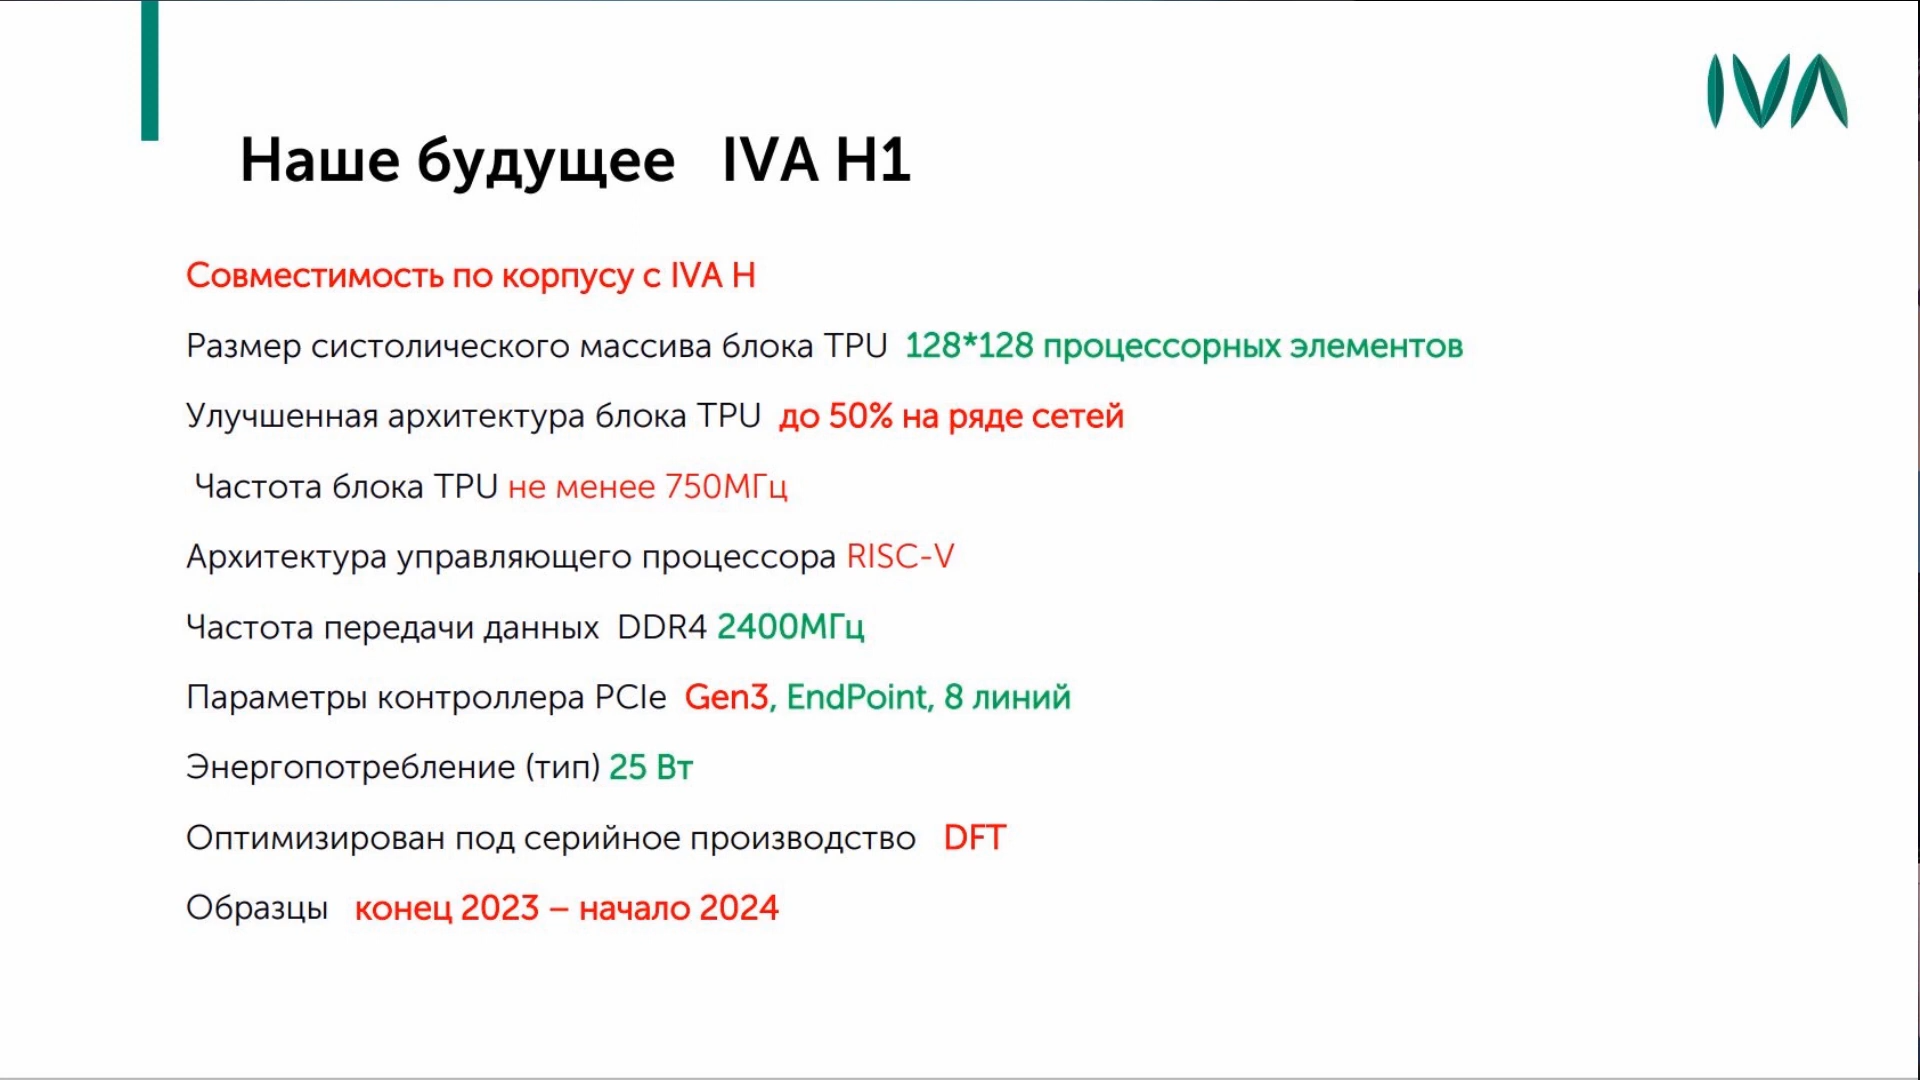 IVA
Наше будущее IVA H1
Совместимость по корпусу с IVA H
Размер систолического массива блока TPU 128*128 процессорных элементов
Улучшенная архитектура блока TPU до 50% на ряде сетей
Частота блока TPU не менее 750МГц
Архитектура управляющего процессора RISC-V
Частота передачи данных DDR4 2400МГц
Параметры контроллера PCIe Gen3, EndPoint, 8 линий
Энергопотребление (тип) 25 Вт
Оптимизирован под серийное производство DFT
Образцы конец 2023 – начало 2024